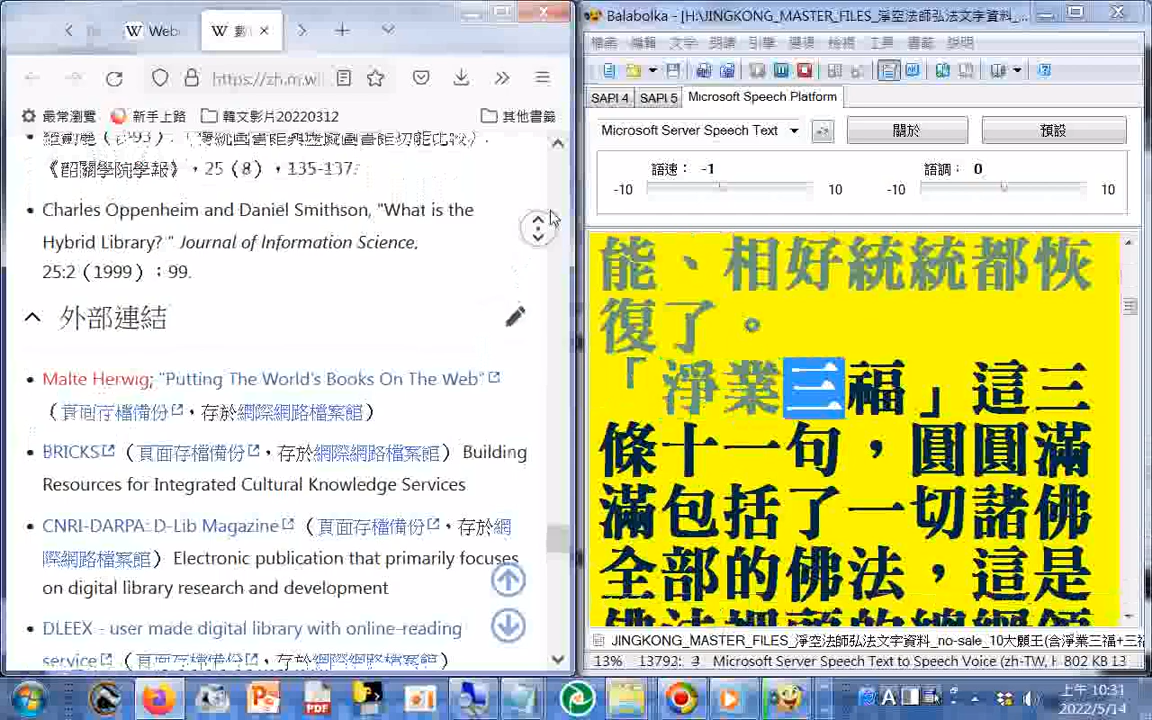 Web
數
https://zh.m.wi
最常瀏覽
新手上路
韓文影片20220312
其他書籤
《韶關學院學報》，25（8），135-137.
Charles Oppenheim and Daniel Smithson, "What is the
Hybrid Library? " Journal of Information Science,
25:2（1999）：99.
外部連結
Malte Herwig; "Putting The World's Books On The Web"
（頁面存檔備份，存於網際網路檔案館）
BRICKS（頁面存檔備份，存於網際網路檔案館）Building
Resources for Integrated Cultural Knowledge Services
CNRI-DARPA: D-Lib Magazine（頁面存檔備份，存於網
際網路檔案館）Electronic publication that primarily focuses
on digital library research and development
DLEEX - user made digital library with online-reading
service（頁面存檔備份，存於網際網路檔案館）
Balabolka - [H:\JINGKONG_MASTER_FILES_淨空法師弘法文字資料_...
檔案 編輯 文字 朗讀 引擎 選項 檢視 工具 書籤 說明
SAPI 4 SAPI 5 Microsoft Speech Platform
Microsoft Server Speech Text
關於
預設
語速： -1
語調： 0
-10 10 -10 10
能、相好統統都恢
復了。
「淨業三福」這三
條十一句，圓圓滿
滿包括了一切諸佛
全部的佛法，這是
JINGKONG_MASTER_FILES_淨空法師弘法文字資料_no-sale_10大願王(含淨業三福+三
13% 13792: 3 Microsoft Server Speech Text to Speech Voice (zh-TW, 802 KB 13
上午 10:31
2022/5/14